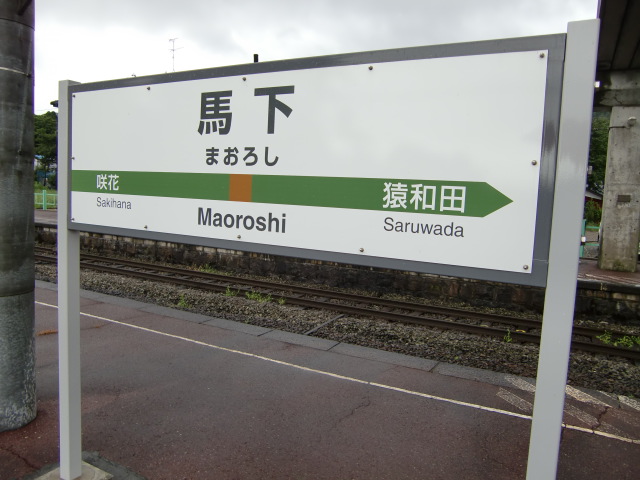 馬下
まおろし
咲花
猿和田
Sakihana
Maoroshi
Saruwada